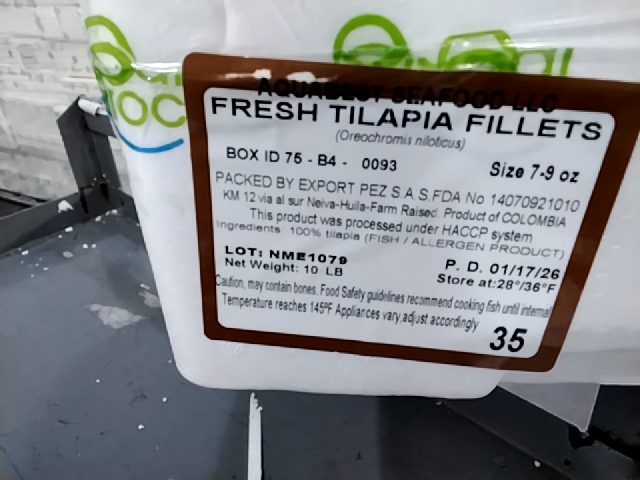 OC
AQUABEST SEAFOOD LLC
FRESH TILAPIA FILLETS
(Oreochromis niloticus)
BOX ID 75 - B4 - 0093 Size 7-9 oz
PACKED BY EXPORT PEZ S.A.S.FDA No 14070921010
KM 12 via al sur Neiva-Huila-Farm Raised. Product of COLOMBIA
This product was processed under HACCP system
Ingredients: 100% tilapia (FISH / ALLERGEN PRODUCT)
LOT: NME1079 P. D. 01/17/26
Net Weight: 10 LB Store at:28°/36°F
Caution, may contain bones. Food Safety guidelines recommend cooking fish until internal
Temperature reaches 145ºF Appliances vary,adjust accordingly
35